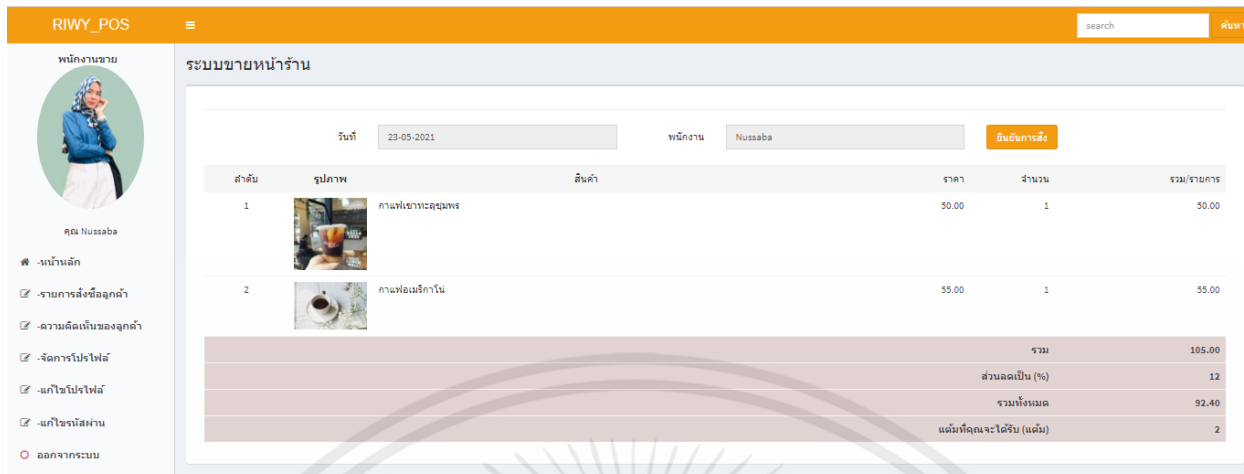 RIWY_POS
search ค้นหา
พนักงานขาย
ระบบขายหน้าร้าน
วันที่ 23-05-2021 พนักงาน Nussaba ยืนยันการสั่ง
ลำดับ รูปภาพ สินค้า ราคา จำนวน รวม/รายการ
1 กาแฟเขาทะลุชุมพร 50.00 1 50.00
คุณ Nussaba
-หน้าหลัก
-รายการสั่งซื้อลูกค้า
2 กาแฟอเมริกาโน่ 55.00 1 55.00
-ความคิดเห็นของลูกค้า
-จัดการโปรไฟล์
รวม 105.00
ส่วนลดเป็น (%) 12
-แก้ไขโปรไฟล์
รวมทั้งหมด 92.40
-แก้ไขรหัสผ่าน
แต้มที่คุณจะได้รับ (แต้ม) 2
ออกจากระบบ